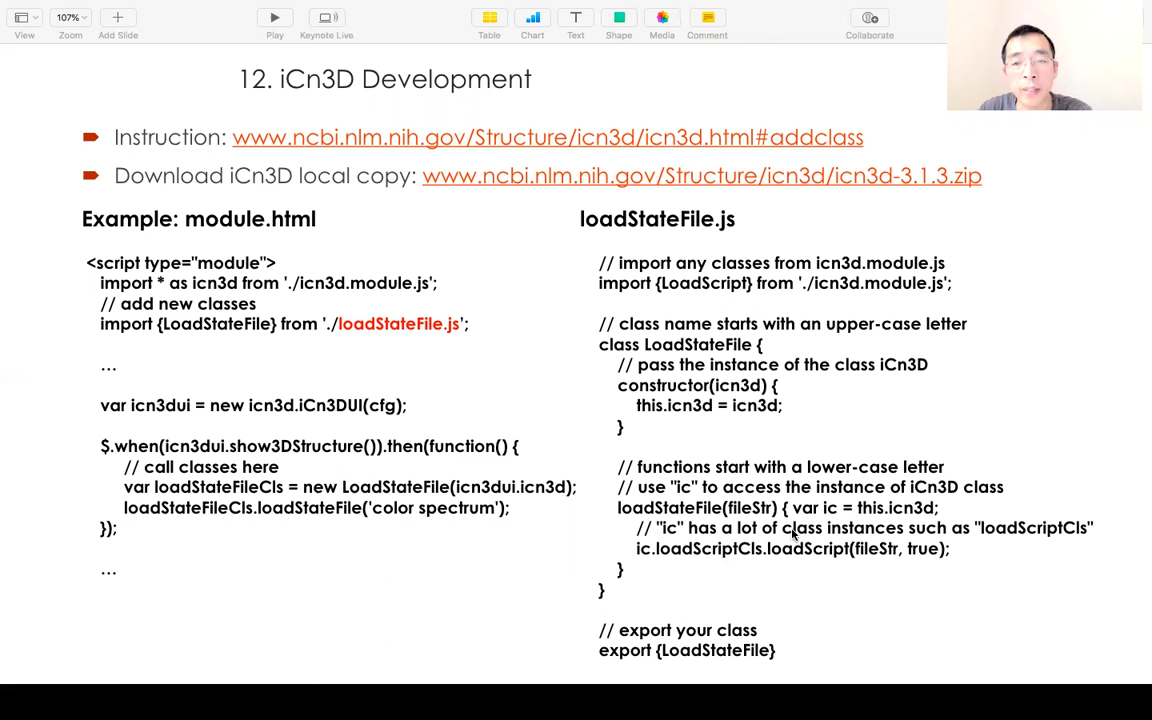 107%
View
Zoom
Add Slide
Play
Keynote Live
Table
Chart
Text
Shape
Media
Comment
Collaborate
12. iCn3D Development
Instruction: www.ncbi.nlm.nih.gov/Structure/icn3d/icn3d.html#addclass
Download iCn3D local copy: www.ncbi.nlm.nih.gov/Structure/icn3d/icn3d-3.1.3.zip
Example: module.html
<script type="module">
import * as icn3d from './icn3d.module.js';
// add new classes
import {LoadStateFile} from './loadStateFile.js';
...
var icn3dui = new icn3d.iCn3DUI(cfg);
$.when(icn3dui.show3DStructure()).then(function() {
// call classes here
var loadStateFileCls = new LoadStateFile(icn3dui.icn3d);
loadStateFileCls.loadStateFile('color spectrum');
});
...
loadStateFile.js
// import any classes from icn3d.module.js
import {LoadScript} from './icn3d.module.js';
// class name starts with an upper-case letter
class LoadStateFile {
// pass the instance of the class iCn3D
constructor(icn3d) {
this.icn3d = icn3d;
}
// functions start with a lower-case letter
// use "ic" to access the instance of iCn3D class
loadStateFile(fileStr) { var ic = this.icn3d;
// "ic" has a lot of class instances such as "loadScriptCls"
ic.loadScriptCls.loadScript(fileStr, true);
}
}
// export your class
export {LoadStateFile}